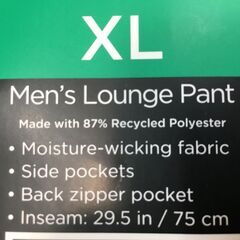 XL
Men's Lounge Pant
Made with 87% Recycled Polyester
• Moisture-wicking fabric
• Side pockets
• Back zipper pocket
• Inseam: 29.5 in / 75 cm